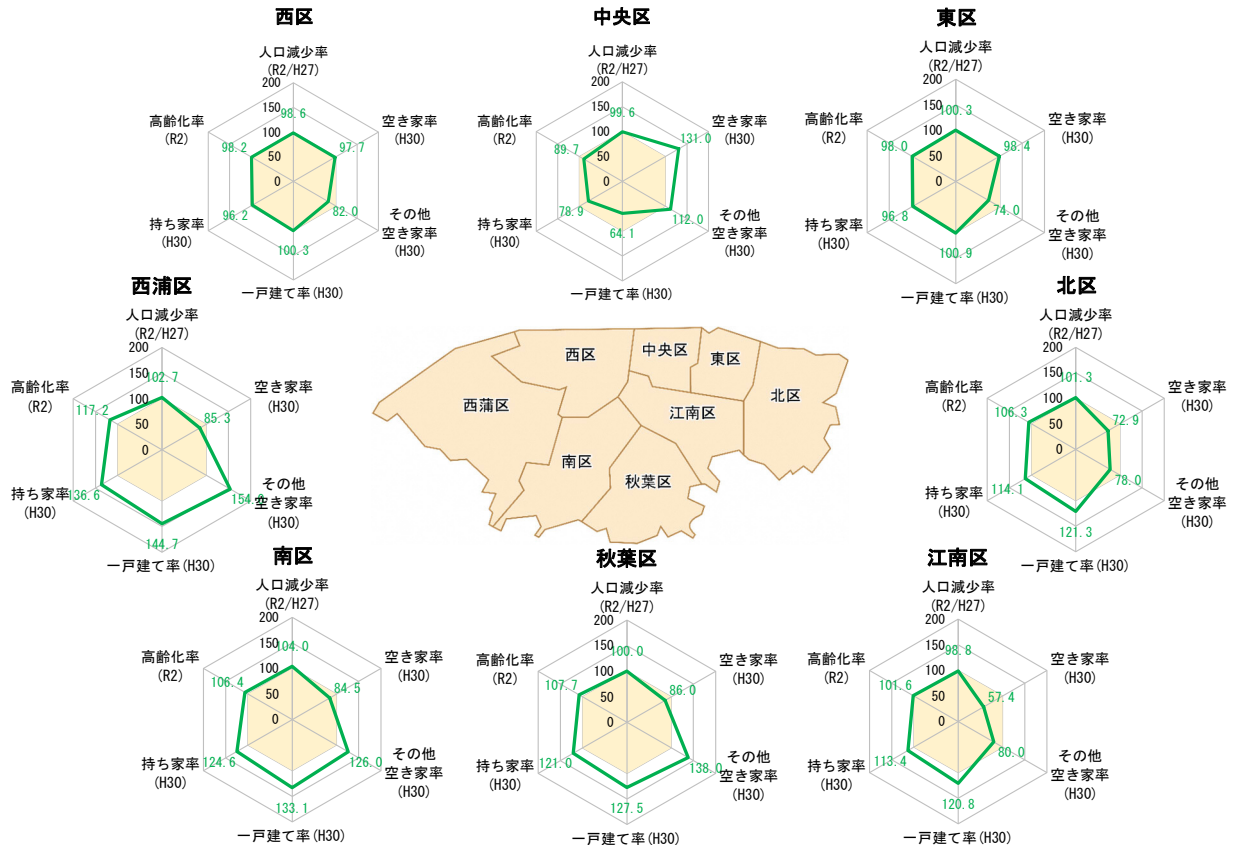 西区
人口減少率
(R2/H27)
200
150
100
50
0
98.6
空き家率
(H30)
97.7
その他
空き家率
(H30)
82.0
一戸建て率(H30)
100.3
持ち家率
(H30)
96.2
高齢化率
(R2)
98.2
中央区
人口減少率
(R2/H27)
200
150
100
50
0
99.6
空き家率
(H30)
131.0
その他
空き家率
(H30)
112.0
一戸建て率(H30)
64.1
持ち家率
(H30)
78.9
高齢化率
(R2)
89.7
東区
人口減少率
(R2/H27)
200
150
100
50
0
100.3
空き家率
(H30)
98.4
その他
空き家率
(H30)
74.0
一戸建て率(H30)
100.9
持ち家率
(H30)
96.8
高齢化率
(R2)
98.0
西浦区
人口減少率
(R2/H27)
200
150
100
50
0
102.7
空き家率
(H30)
85.3
その他
空き家率
(H30)
一戸建て率(H30)
144.7
持ち家率
(H30)
136.6
高齢化率
(R2)
117.2
西区
中央区
東区
北区
西蒲区
江南区
南区
秋葉区
北区
人口減少率
(R2/H27)
200
150
100
50
0
101.3
空き家率
(H30)
72.9
その他
空き家率
(H30)
78.0
一戸建て率(H30)
121.3
持ち家率
(H30)
114.1
高齢化率
(R2)
106.3
南区
人口減少率
(R2/H27)
200
150
100
50
0
104.0
空き家率
(H30)
84.5
その他
空き家率
(H30)
126.0
一戸建て率(H30)
133.1
持ち家率
(H30)
124.6
高齢化率
(R2)
106.4
秋葉区
人口減少率
(R2/H27)
200
150
100
50
0
100.0
空き家率
(H30)
86.0
その他
空き家率
(H30)
138.0
一戸建て率(H30)
127.5
持ち家率
(H30)
121.0
高齢化率
(R2)
107.7
江南区
人口減少率
(R2/H27)
200
150
100
50
0
98.8
空き家率
(H30)
57.4
その他
空き家率
(H30)
80.0
一戸建て率(H30)
120.8
持ち家率
(H30)
113.4
高齢化率
(R2)
101.6